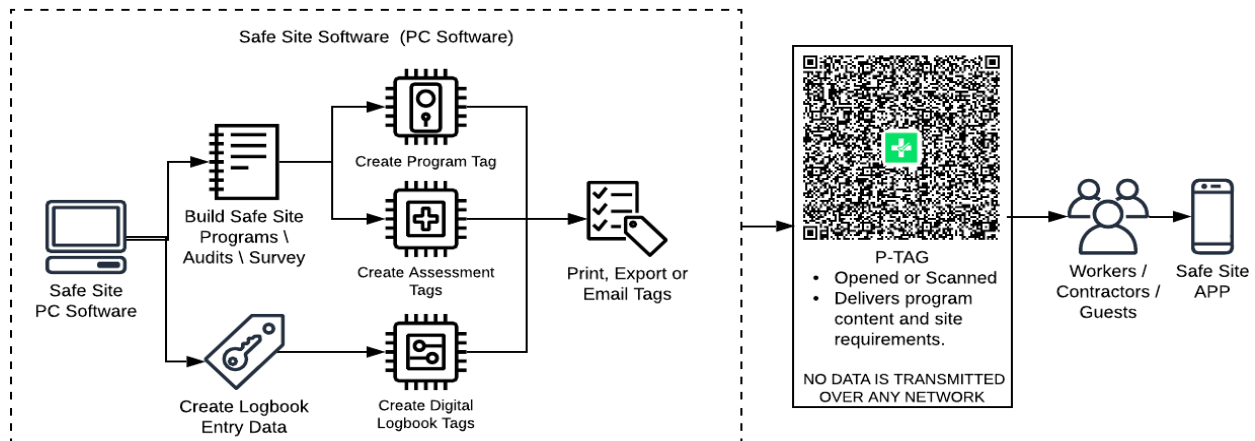 Safe Site Software (PC Software)
Create Program Tag
Build Safe Site
Programs \
Audits \ Survey
Safe Site
PC Software
Create Assessment
Tags
Print, Export or
Email Tags
Create Logbook
Entry Data
Create Digital
Logbook Tags
P-TAG
• Opened or Scanned
• Delivers program
content and site
requirements.
NO DATA IS TRANSMITTED
OVER ANY NETWORK
Workers /
Contractors /
Guests
Safe Site
APP